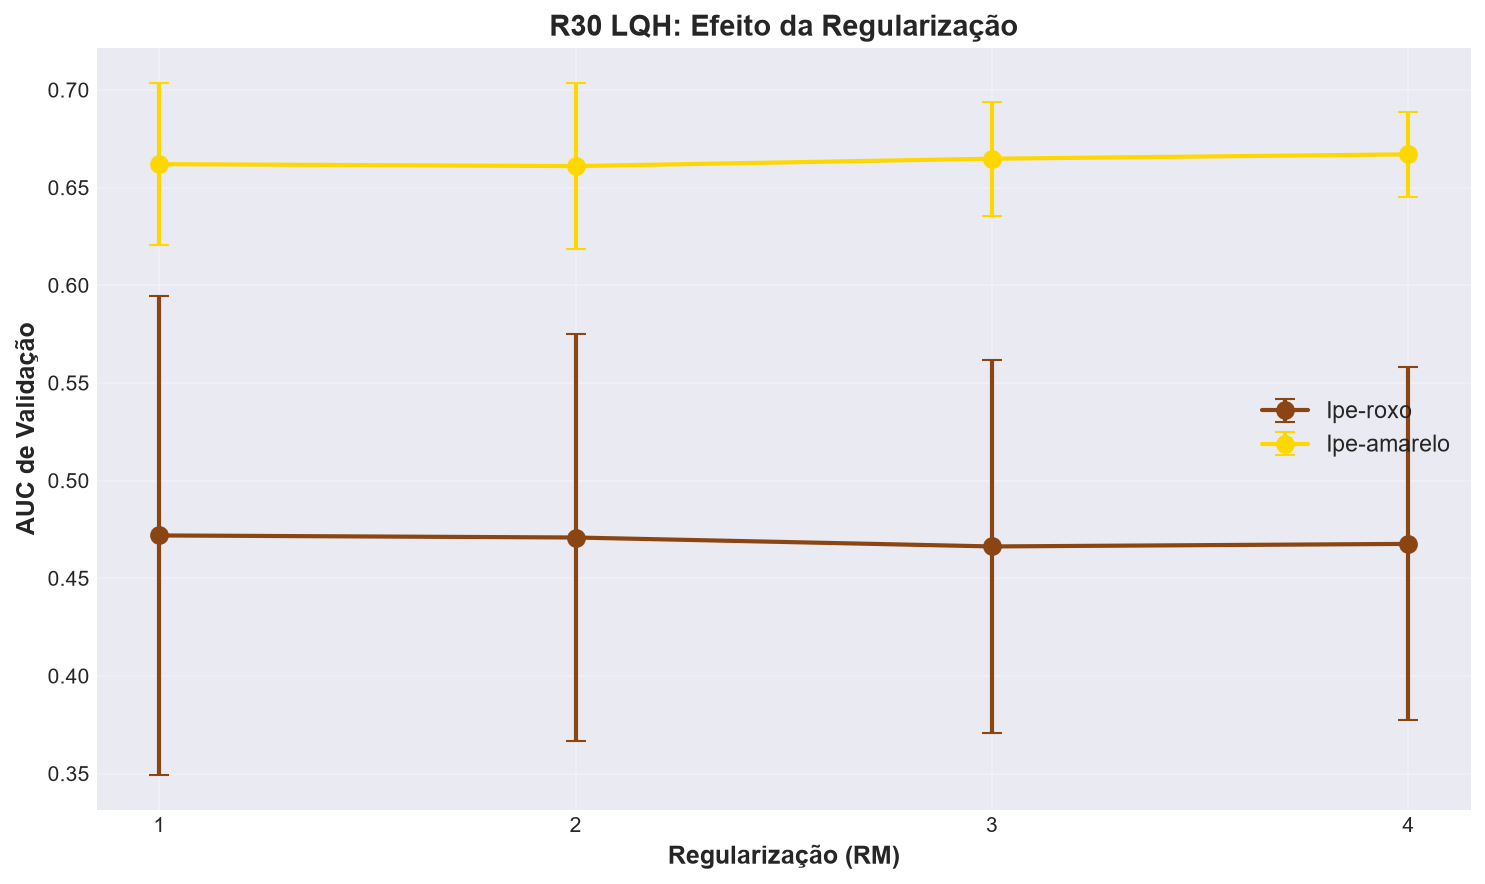 R30 LQH: Efeito da Regularização
AUC de Validação
0.70
0.65
0.60
0.55
0.50
0.45
0.40
0.35
Ipe-roxo
Ipe-amarelo
1 2 3 4
Regularização (RM)